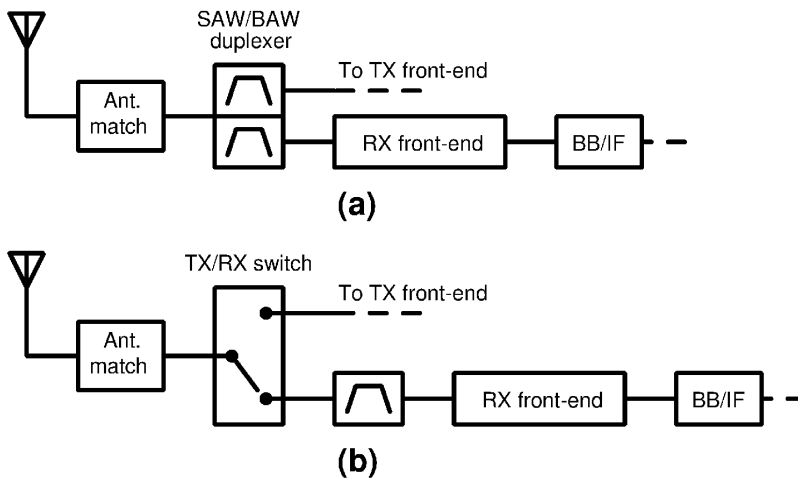 SAW/BAW
duplexer
To TX front-end
Ant.
match
RX front-end
BB/IF
(a)
TX/RX switch
To TX front-end
Ant.
match
RX front-end
BB/IF
(b)